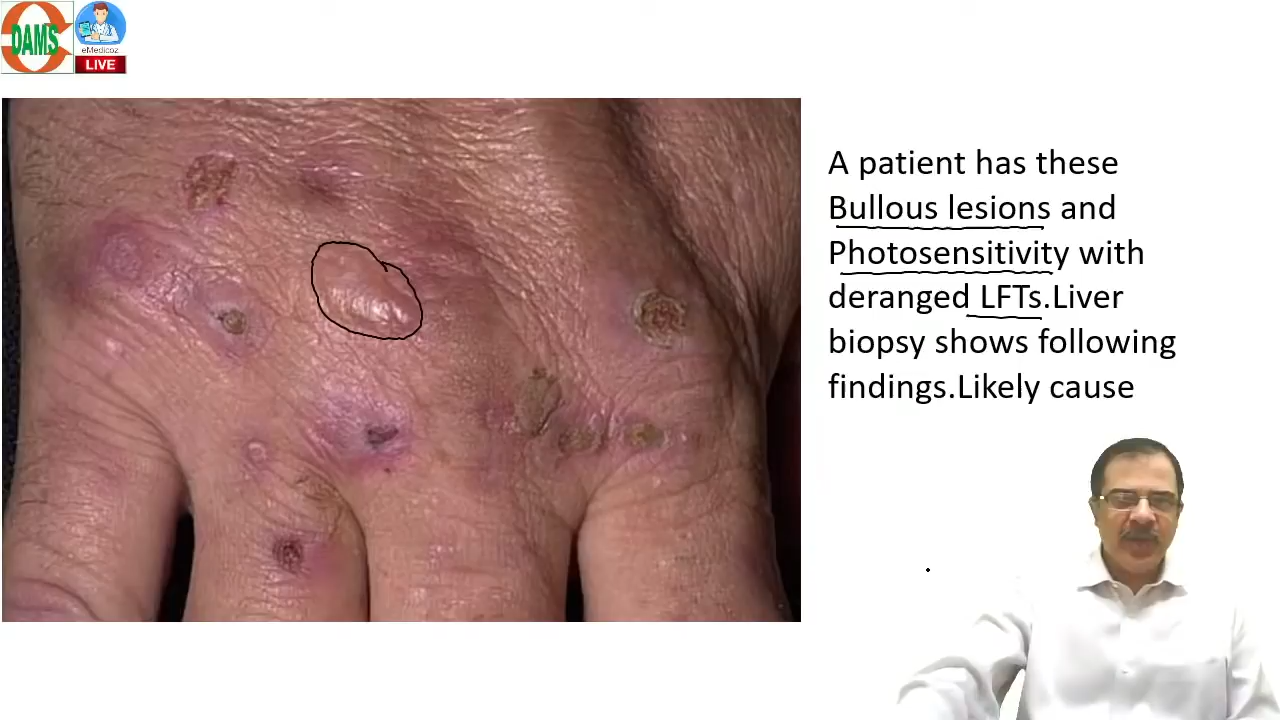 DAMS
eMedicoz
LIVE
A patient has these
Bullous lesions and
Photosensitivity with
deranged LFTs.Liver
biopsy shows following
findings.Likely cause